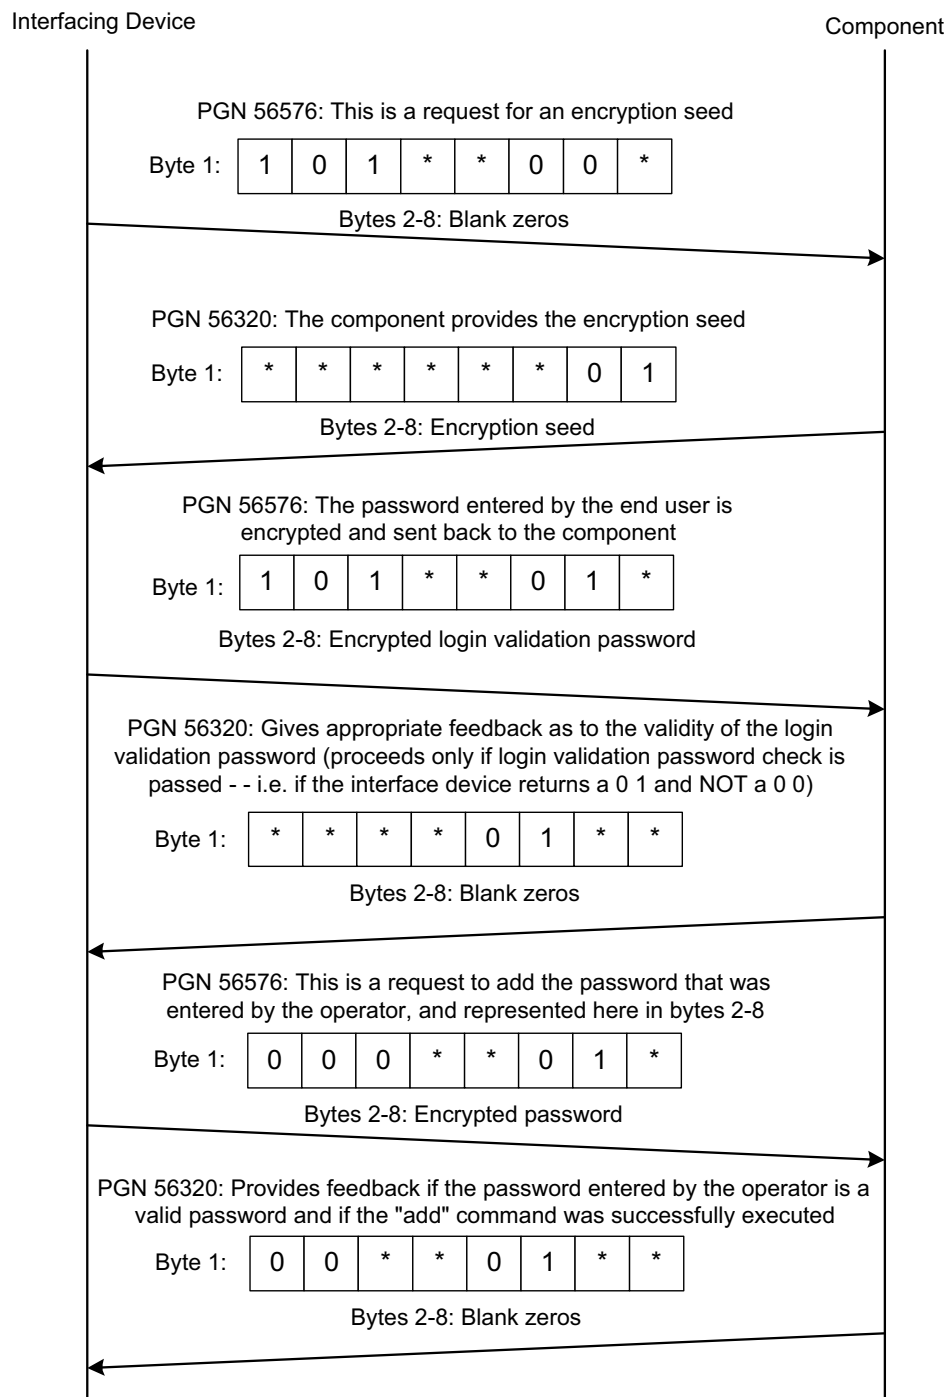 Interfacing Device
Component
PGN 56576: This is a request for an encryption seed
Byte 1: 1 0 1 * * 0 0 *
Bytes 2-8: Blank zeros
PGN 56320: The component provides the encryption seed
Byte 1: * * * * * * 0 1
Bytes 2-8: Encryption seed
PGN 56576: The password entered by the end user is
encrypted and sent back to the component
Byte 1: 1 0 1 * * 0 1 *
Bytes 2-8: Encrypted login validation password
PGN 56320: Gives appropriate feedback as to the validity of the login
validation password (proceeds only if login validation password check is
passed - - i.e. if the interface device returns a 0 1 and NOT a 0 0)
Byte 1: * * * * 0 1 * *
Bytes 2-8: Blank zeros
PGN 56576: This is a request to add the password that was
entered by the operator, and represented here in bytes 2-8
Byte 1: 0 0 0 * * 0 1 *
Bytes 2-8: Encrypted password
PGN 56320: Provides feedback if the password entered by the operator is a
valid password and if the "add" command was successfully executed
Byte 1: 0 0 * * 0 1 * *
Bytes 2-8: Blank zeros